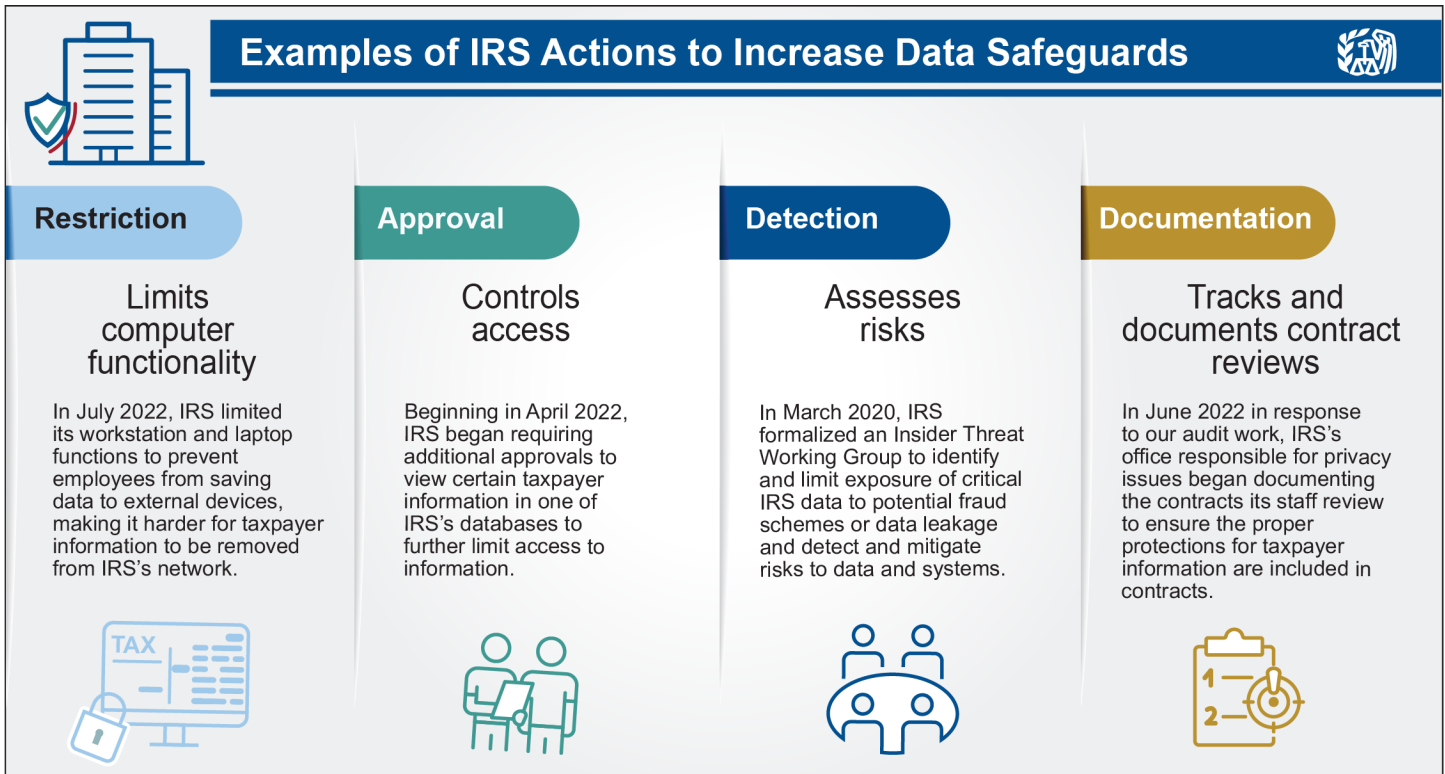 Examples of IRS Actions to Increase Data Safeguards
Restriction
Limits
computer
functionality
In July 2022, IRS limited
its workstation and laptop
functions to prevent
employees from saving
data to external devices,
making it harder for taxpayer
information to be removed
from IRS’s network.
TAX
Approval
Controls
access
Beginning in April 2022,
IRS began requiring
additional approvals to
view certain taxpayer
information in one of
IRS’s databases to
further limit access to
information.
Detection
Assesses
risks
In March 2020, IRS
formalized an Insider Threat
Working Group to identify
and limit exposure of critical
IRS data to potential fraud
schemes or data leakage
and detect and mitigate
risks to data and systems.
Documentation
Tracks and
documents contract
reviews
In June 2022 in response
to our audit work, IRS’s
office responsible for privacy
issues began documenting
the contracts its staff review
to ensure the proper
protections for taxpayer
information are included in
contracts.
1
2